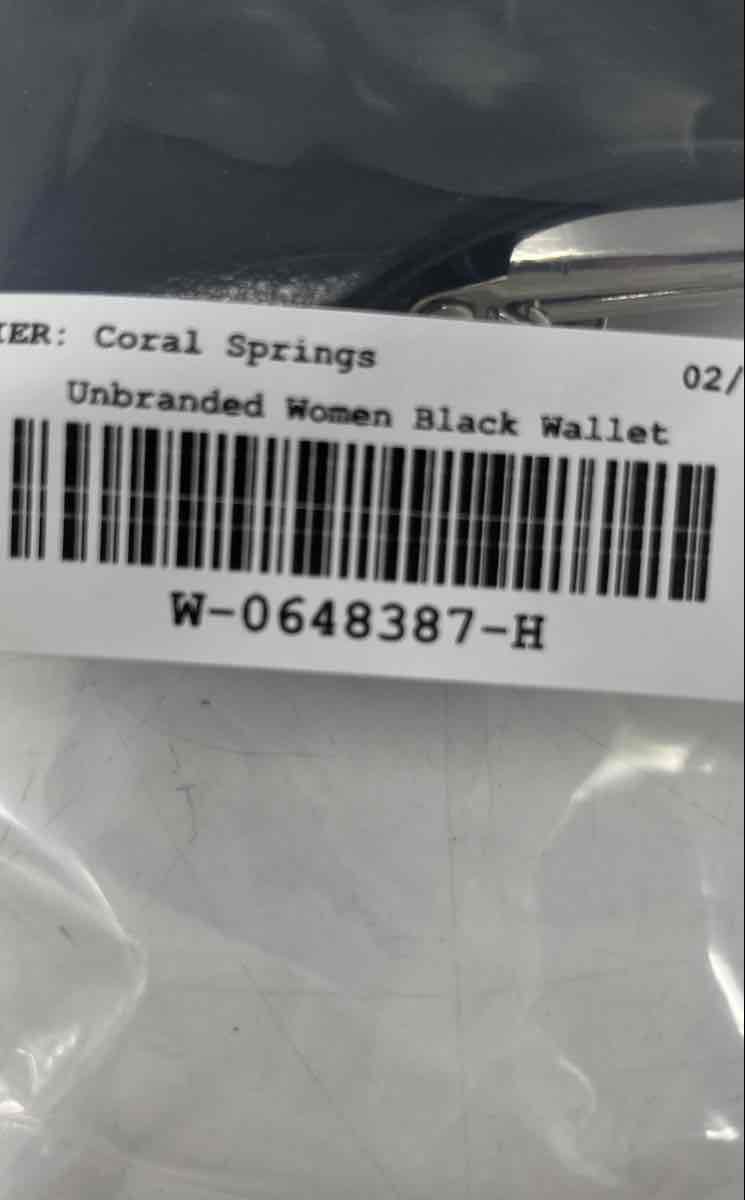 IER: Coral Springs 02/
Unbranded Women Black Wallet
W-0648387-H